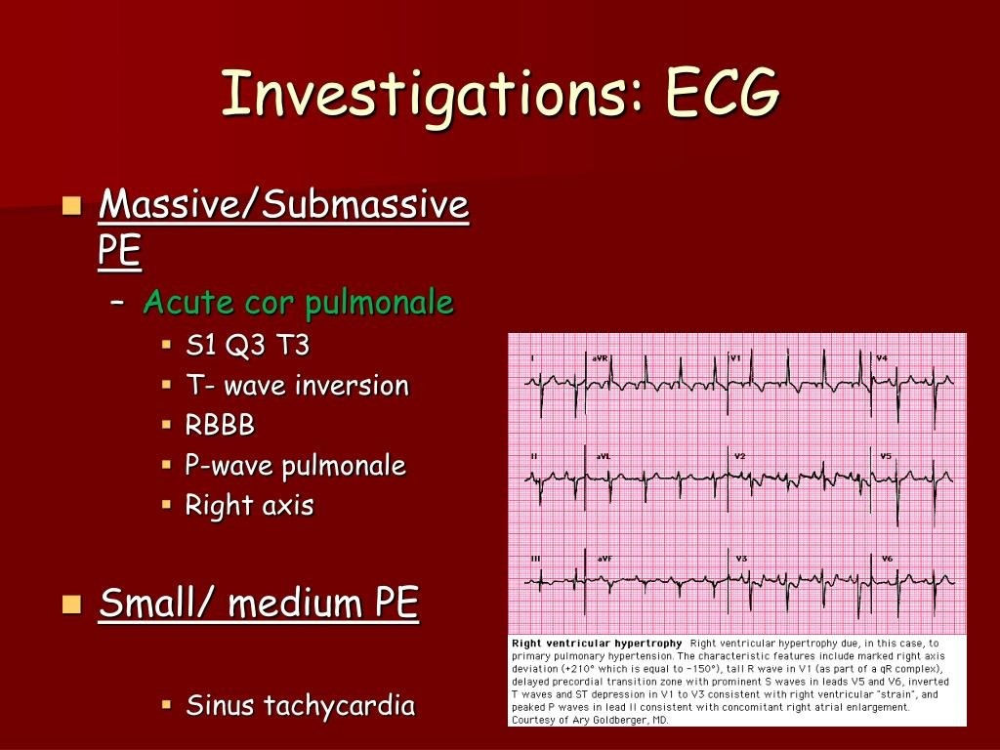 Investigations: ECG
Massive/Submassive
PE
– Acute cor pulmonale
S1 Q3 T3
T- wave inversion
RBBB
P-wave pulmonale
Right axis
Small/ medium PE
Sinus tachycardia
I aVR V1 V4
II aVL V2 V5
III aVF V3 V6
Right ventricular hypertrophy Right ventricular hypertrophy due, in this case, to
primary pulmonary hypertension. The characteristic features include marked right axis
deviation (+210° which is equal to -150°), tall R wave in V1 (as part of a qR complex),
delayed precordial transition zone with prominent S waves in leads V5 and V6, inverted
T waves and ST depression in V1 to V3 consistent with right ventricular "strain", and
peaked P waves in lead II consistent with concomitant right atrial enlargement.
Courtesy of Ary Goldberger, MD.